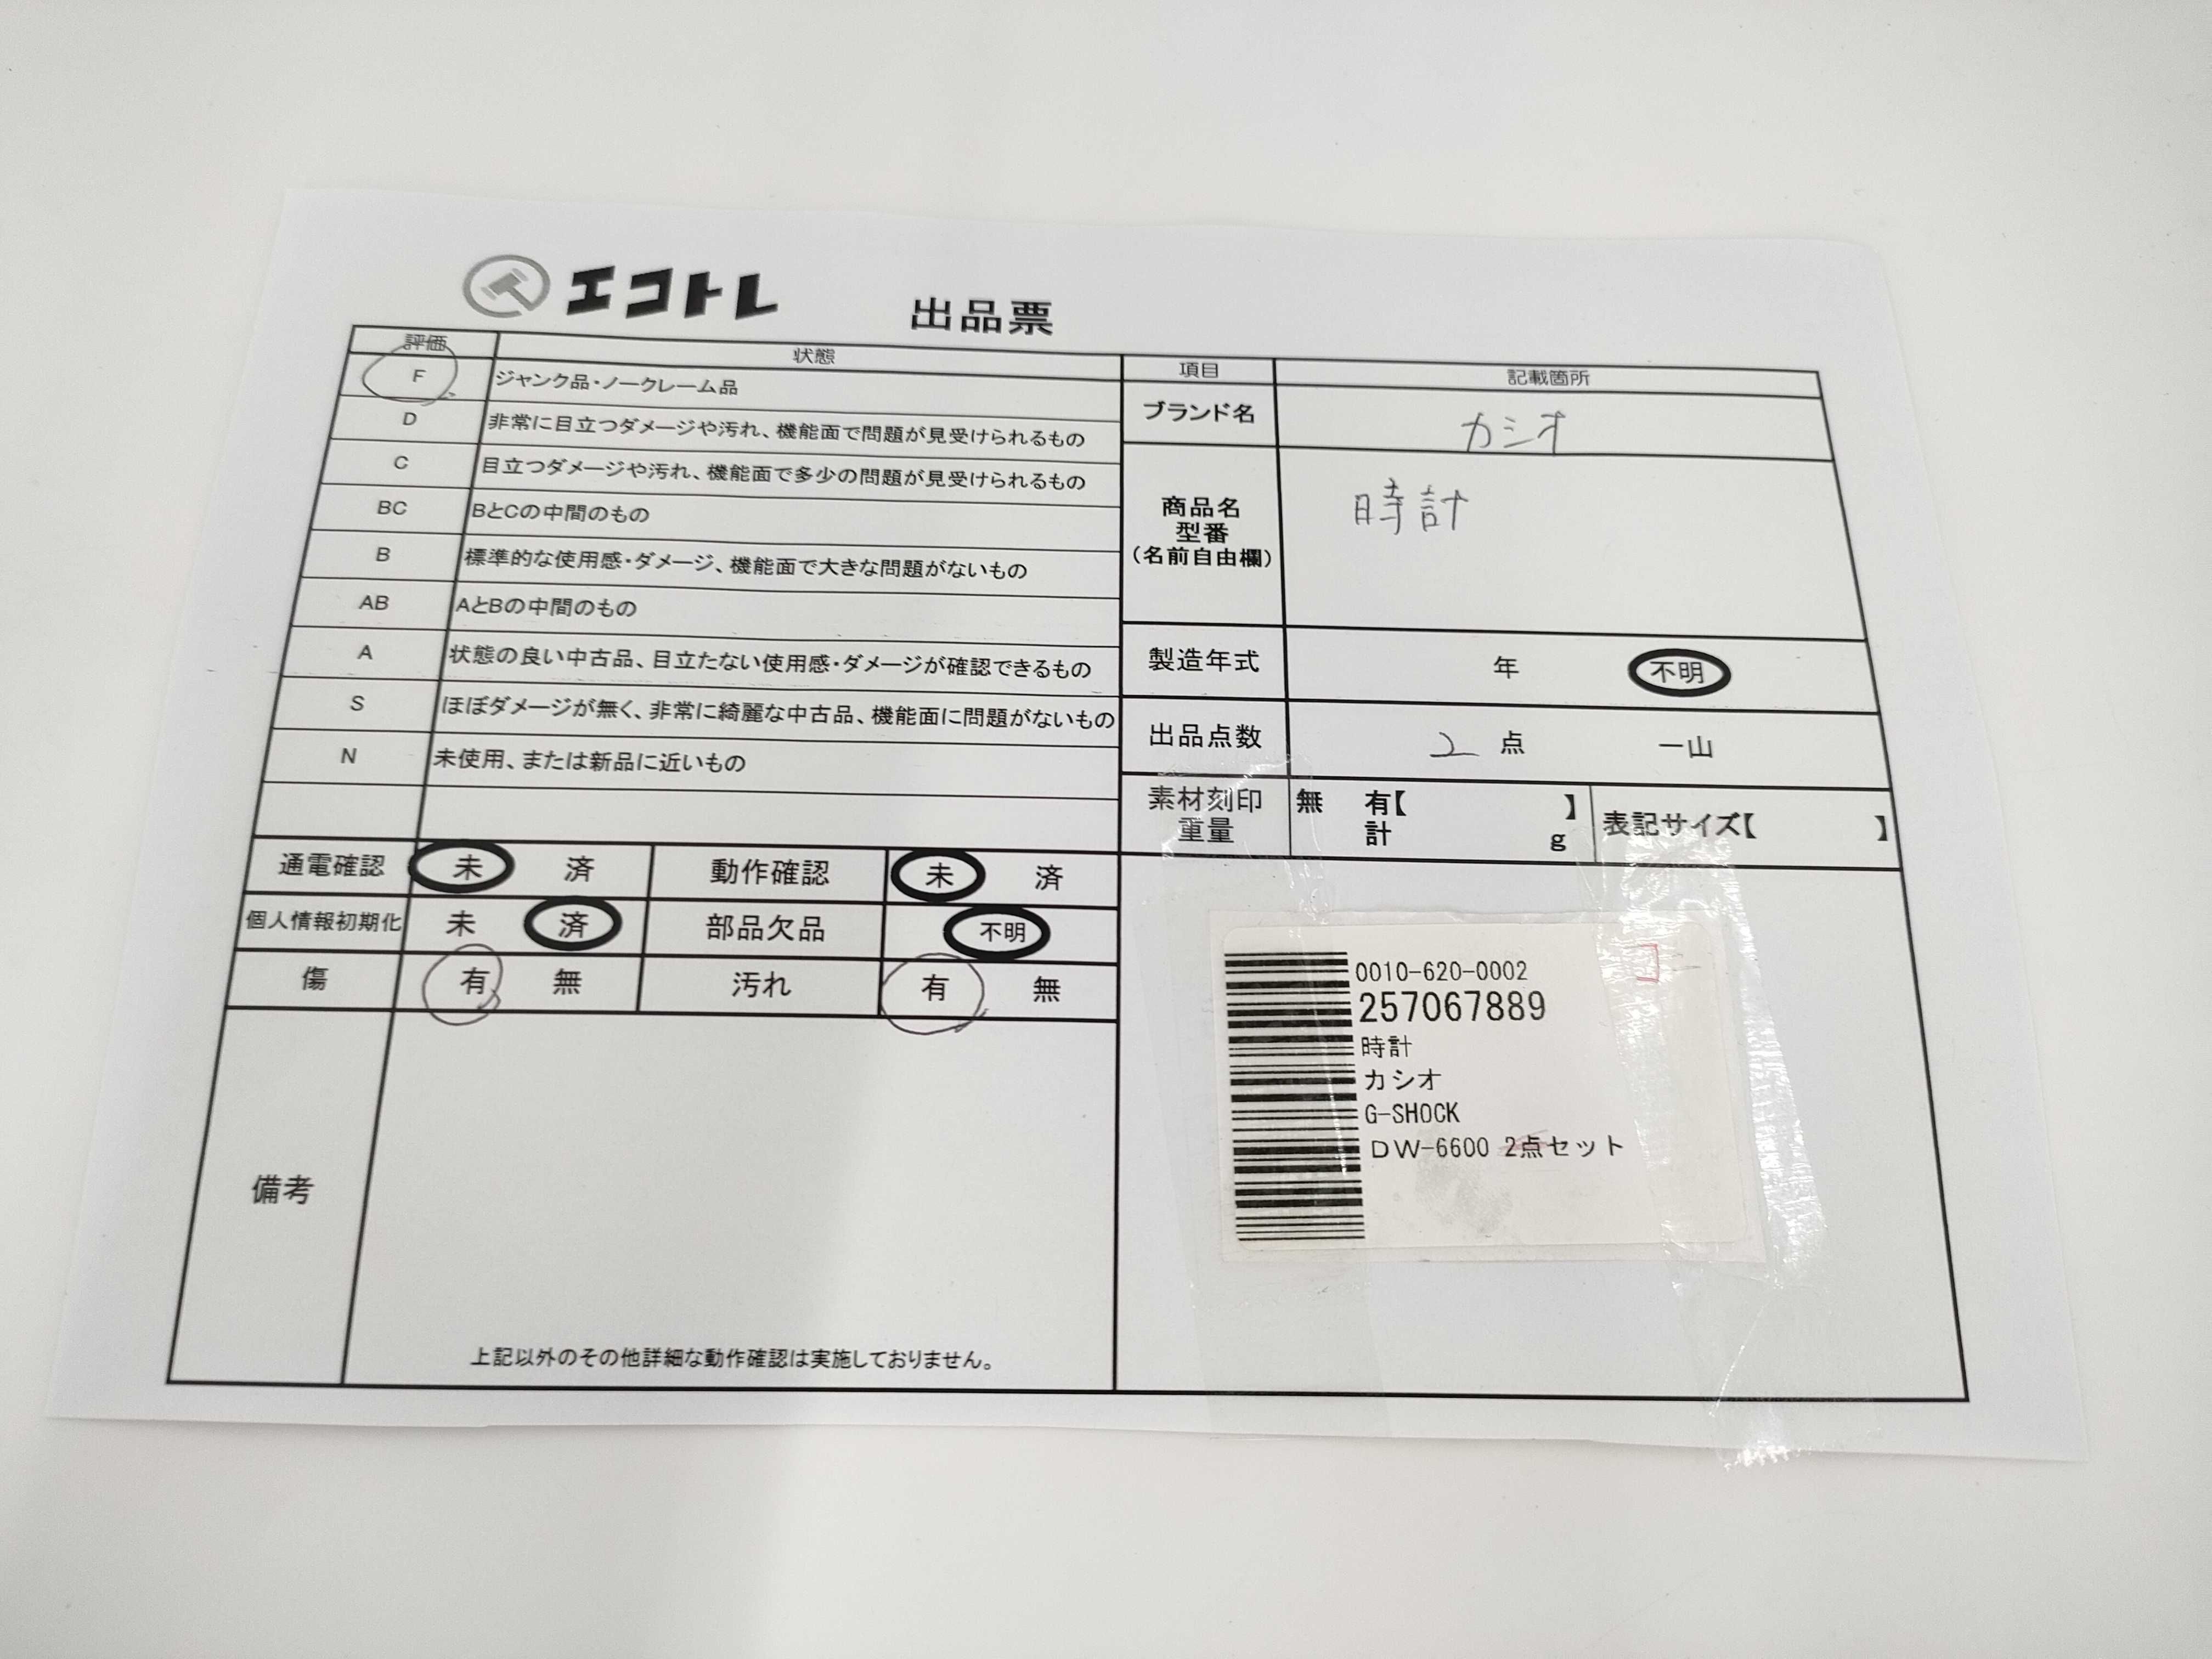 エコトレ 出品票
評価 状態
F ジャンク品・ノークレーム品
D 非常に目立つダメージや汚れ、機能面で問題が見受けられるもの
C 目立つダメージや汚れ、機能面で多少の問題が見受けられるもの
BC BとCの中間のもの
B 標準的な使用感・ダメージ、機能面で大きな問題がないもの
AB AとBの中間のもの
A 状態の良い中古品、目立たない使用感・ダメージが確認できるもの
S ほぼダメージが無く、非常に綺麗な中古品、機能面に問題がないもの
N 未使用、または新品に近いもの
通電確認 未 済 動作確認 未 済
個人情報初期化 未 済 部品欠品 不明
傷 有 無 汚れ 有 無
備考
上記以外のその他詳細な動作確認は実施しておりません。
項目 記載箇所
ブランド名 カシオ
商品名
型番
(名前自由欄)
時計
製造年式 年 不明
出品点数 2 点 一山
素材刻印 無 有【 】 表記サイズ【 】
重量 計 g
0010-620-0002
257067889
時計
カシオ
G-SHOCK
DW-6600 2点セット